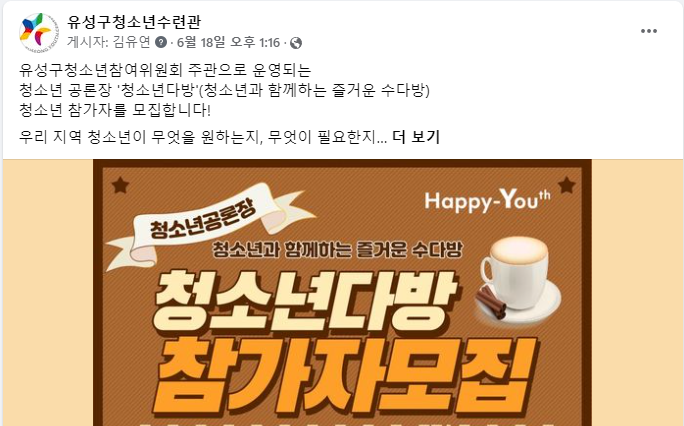 유성구청소년수련관
게시자: 김유연 · 6월 18일 오후 1:16 ·
유성구청소년참여위원회 주관으로 운영되는
청소년 공론장 '청소년다방'(청소년과 함께하는 즐거운 수다방)
청소년 참가자를 모집합니다!
우리 지역 청소년이 무엇을 원하는지, 무엇이 필요한지... 더 보기
청소년공론장
Happy-Youth
청소년과 함께하는 즐거운 수다방
청소년다방
참가자모집